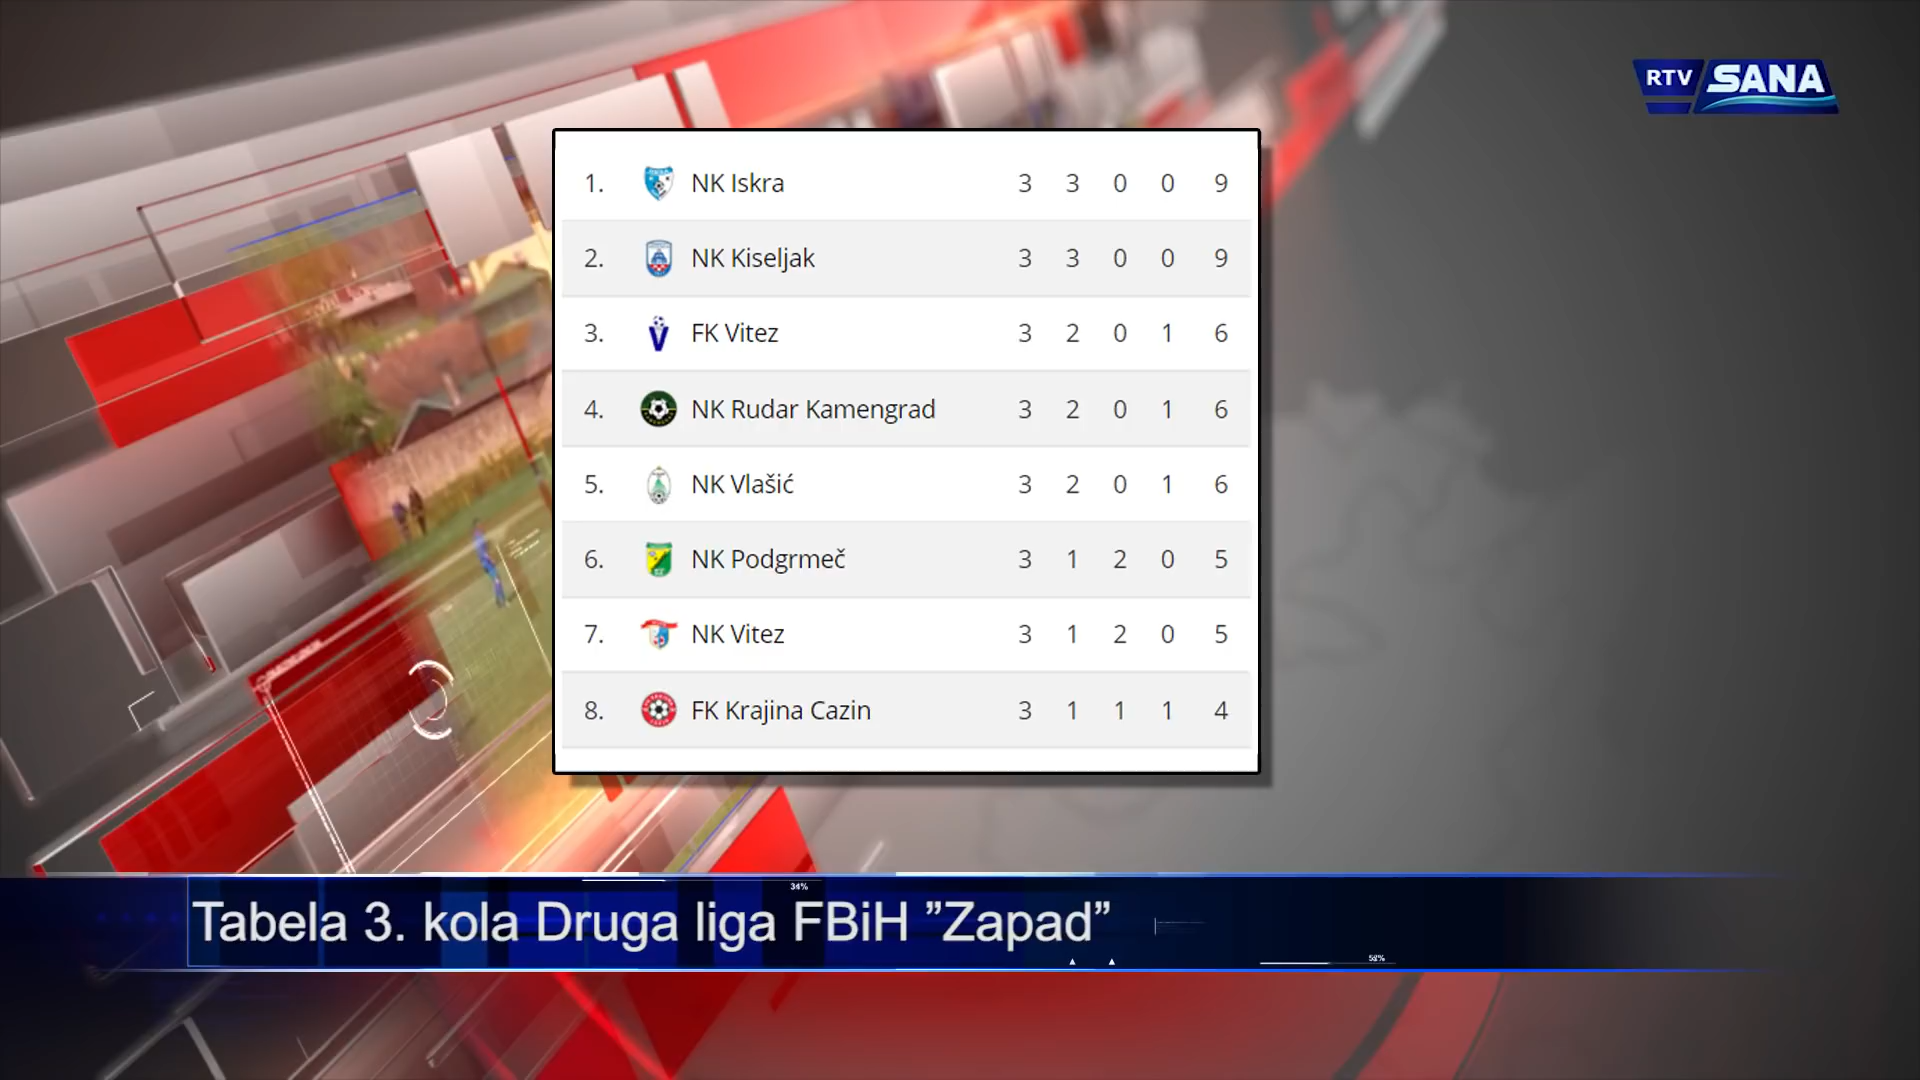 RTV SANA
1. NK Iskra 3 3 0 0 9
2. NK Kiseljak 3 3 0 0 9
3. FK Vitez 3 2 0 1 6
4. NK Rudar Kamengrad 3 2 0 1 6
5. NK Vlašić 3 2 0 1 6
6. NK Podgrmeč 3 1 2 0 5
7. NK Vitez 3 1 2 0 5
8. FK Krajina Cazin 3 1 1 1 4
34%
Tabela 3. kola Druga liga FBiH ”Zapad”